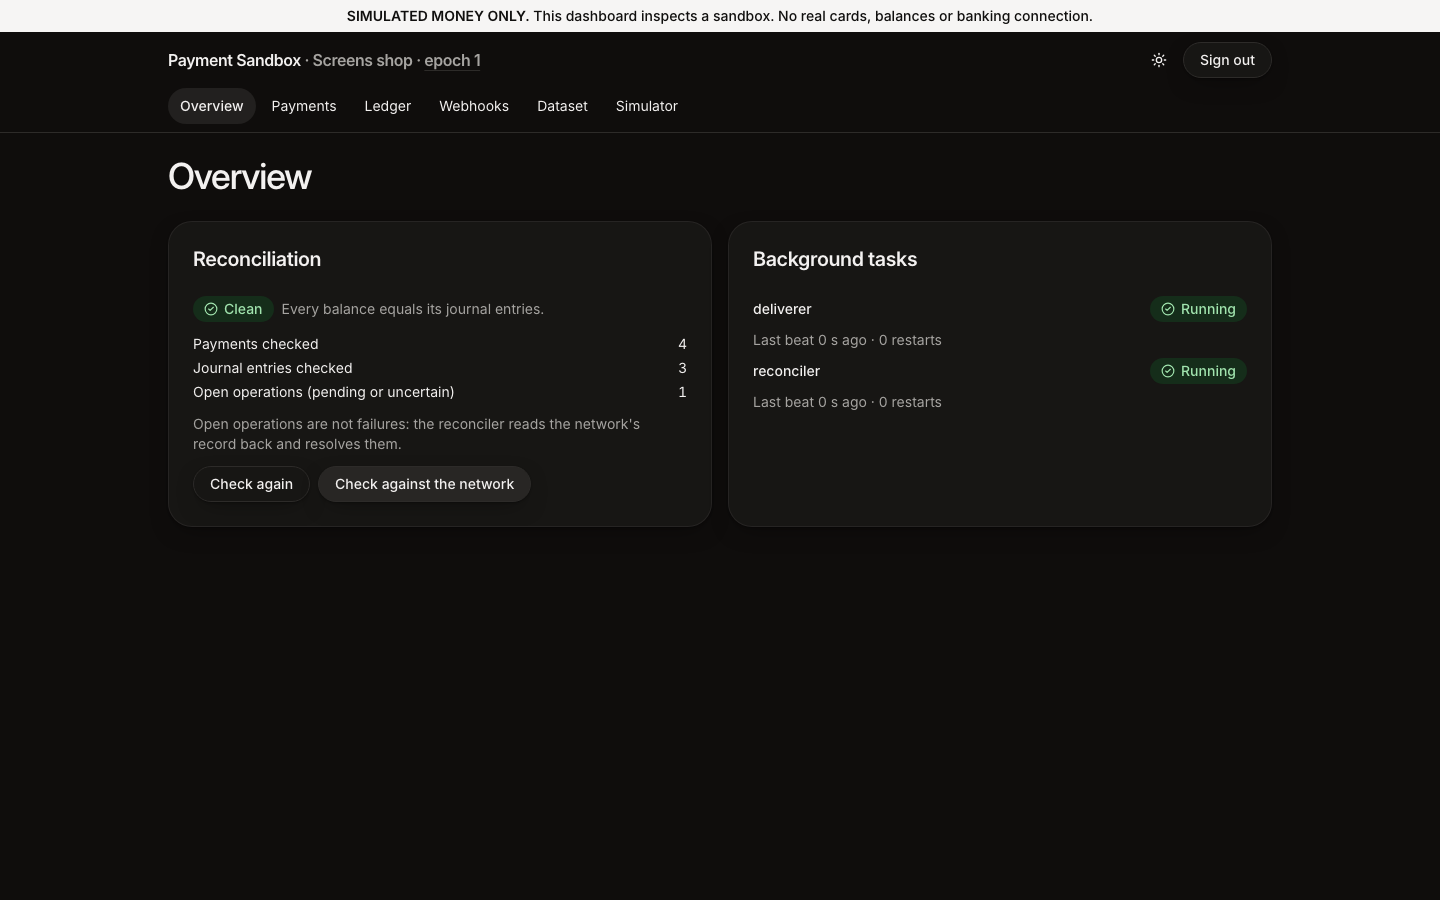 SIMULATED MONEY ONLY. This dashboard inspects a sandbox. No real cards, balances or banking connection.
Payment Sandbox · Screens shop · epoch 1
Sign out
Overview Payments Ledger Webhooks Dataset Simulator
Overview
Reconciliation
Clean Every balance equals its journal entries.
Payments checked 4
Journal entries checked 3
Open operations (pending or uncertain) 1
Open operations are not failures: the reconciler reads the network's
record back and resolves them.
Check again Check against the network
Background tasks
deliverer Running
Last beat 0 s ago · 0 restarts
reconciler Running
Last beat 0 s ago · 0 restarts